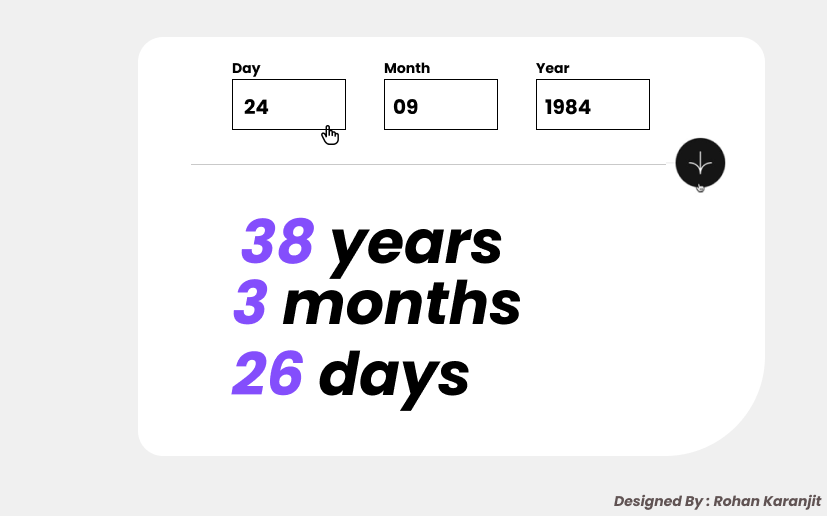 Day Month Year
24 09 1984
38 years
3 months
26 days
Designed By : Rohan Karanjit